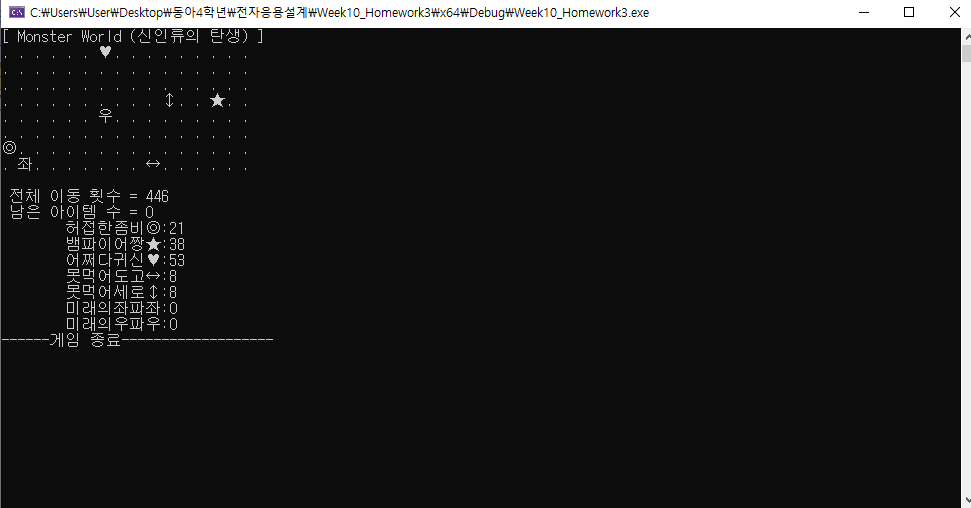 C:\Users\User\Desktop\동아4학년\전자응용설계\Week10_Homework3\x64\Debug\Week10_Homework3.exe
[ Monster World (신인류의 탄생) ]
. . . . . . ♥. . . . . . . . .
. . . . . . . . . . . . . . . .
. . . . . . . . . . . . . . . .
. . . . . . . . . . ↕. . ★. .
. . . . . . 우. . . . . . . . .
. . . . . . . . . . . . . . . .
◎. . . . . . . . . . . . . . .
. 좌. . . . . . . ↔. . . . . .
전체 이동 횟수 = 446
남은 아이템 수 = 0
허접한좀비◎:21
뱀파이어짱★:38
어쩌다귀신♥:53
못먹어도고↔:8
못먹어세로↕:8
미래의좌파좌:0
미래의우파우:0
------게임 종료-------------------